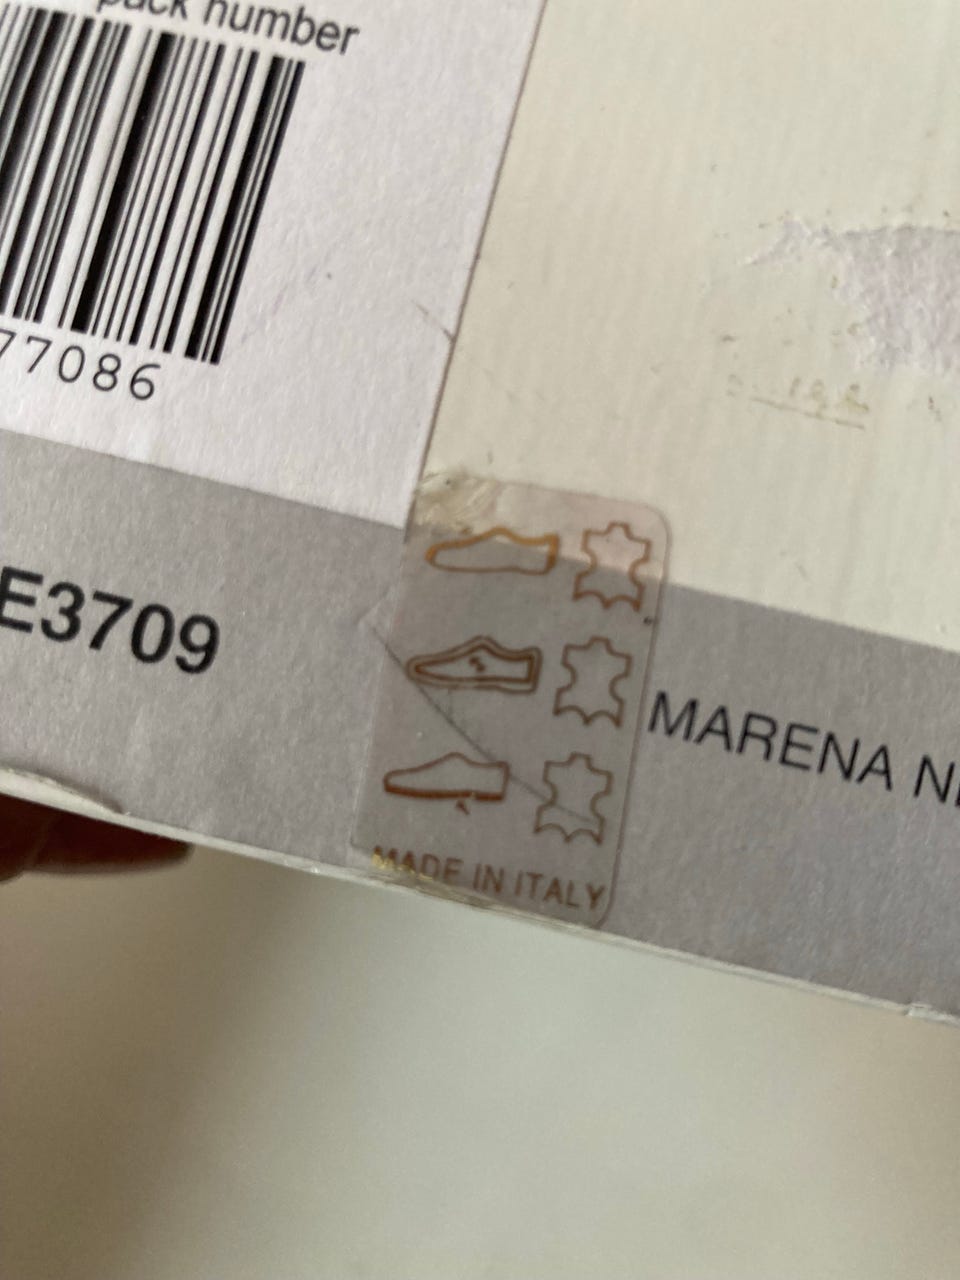 pack number
77086
E3709
MARENA N
MADE IN ITALY